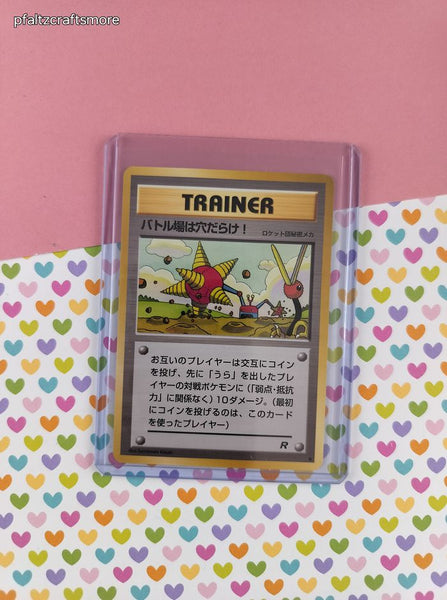 pfaltzcraftsmore
TRAINER
バトル場は穴だらけ！
ロケット団秘密メカ
お互いのプレイヤーは交互にコイン
を投げ、先に「うら」を出したプレイ
ヤーの対戦ポケモンに（「弱点・抵抗
力」に関係なく）10ダメージ。（最初
にコインを投げるのは、このカード
を使ったプレイヤー）
R